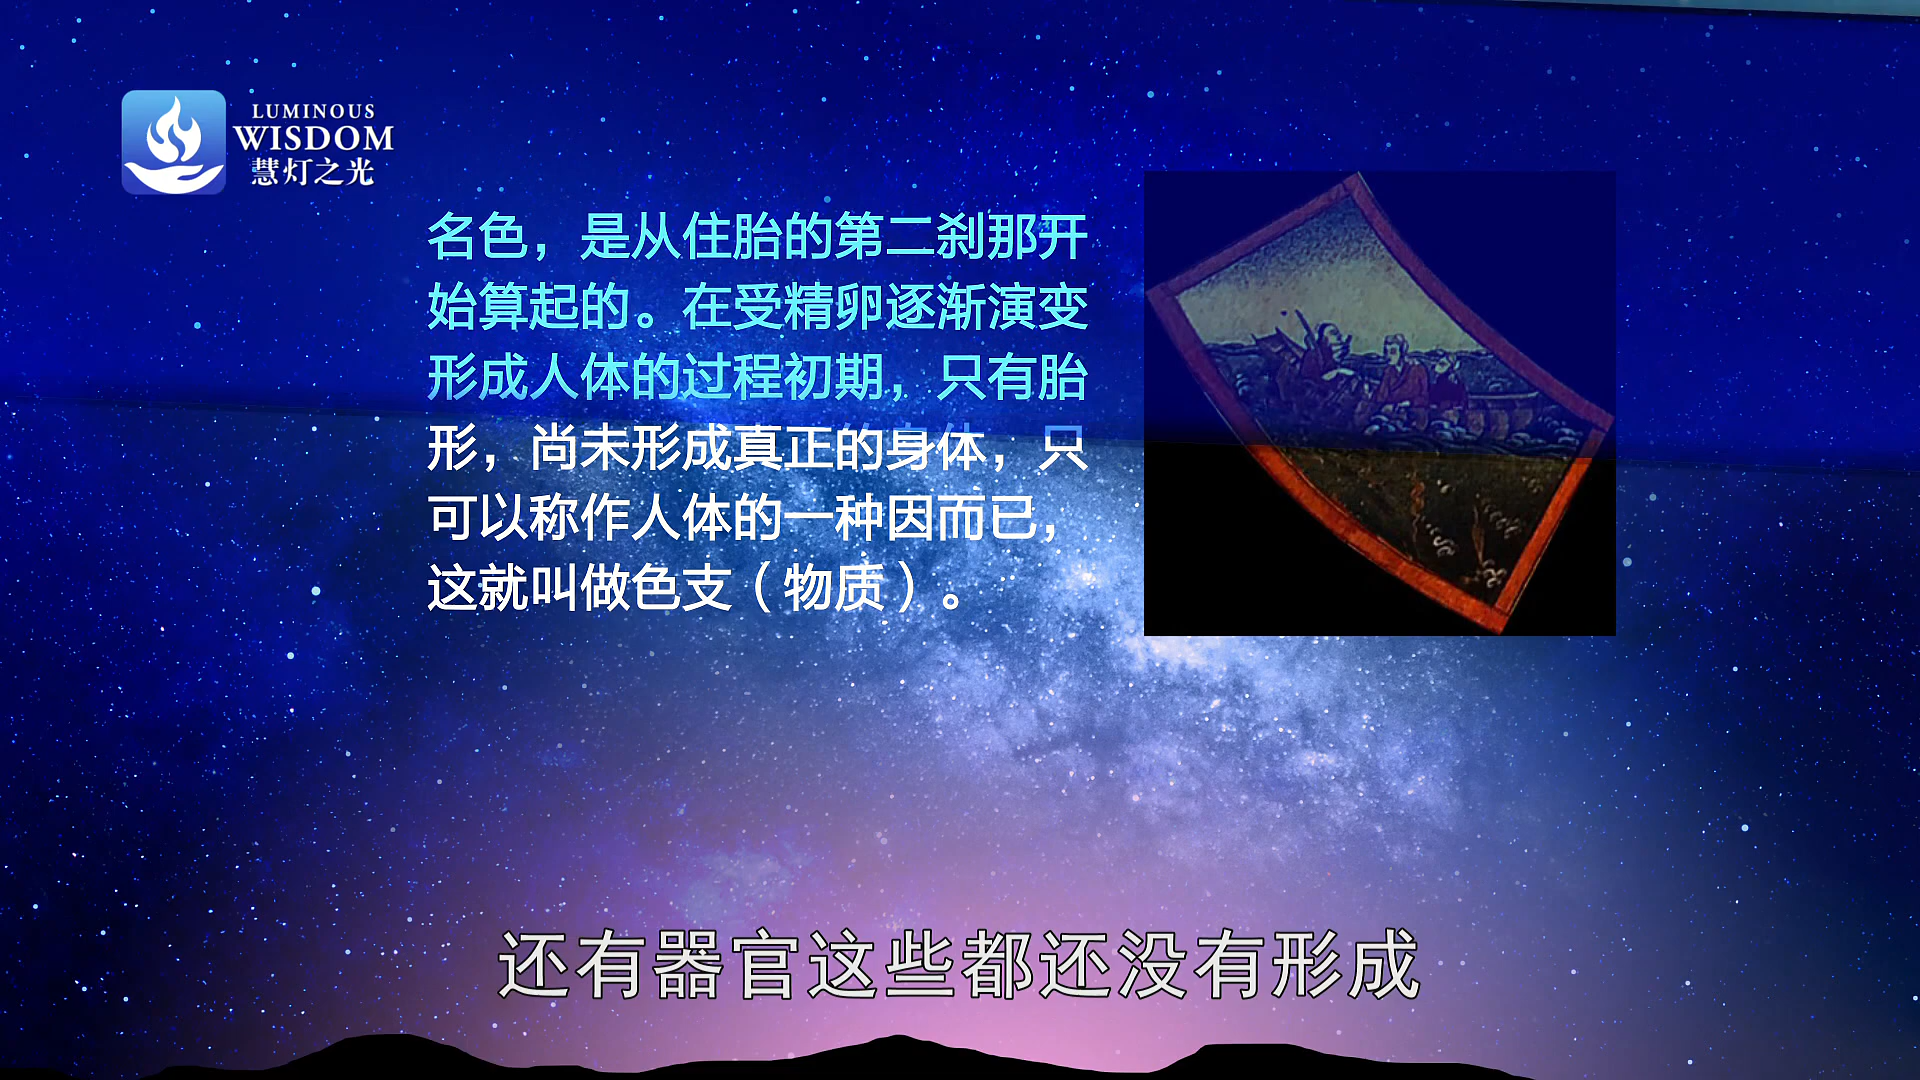 LUMINOUS
WISDOM
慧灯之光
名色，是从住胎的第二刹那开
始算起的。在受精卵逐渐演变
形成人体的过程初期，只有胎
形，尚未形成真正的身体，只
可以称作人体的一种因而已，
这就叫做色支（物质）。
还有器官这些都还没有形成